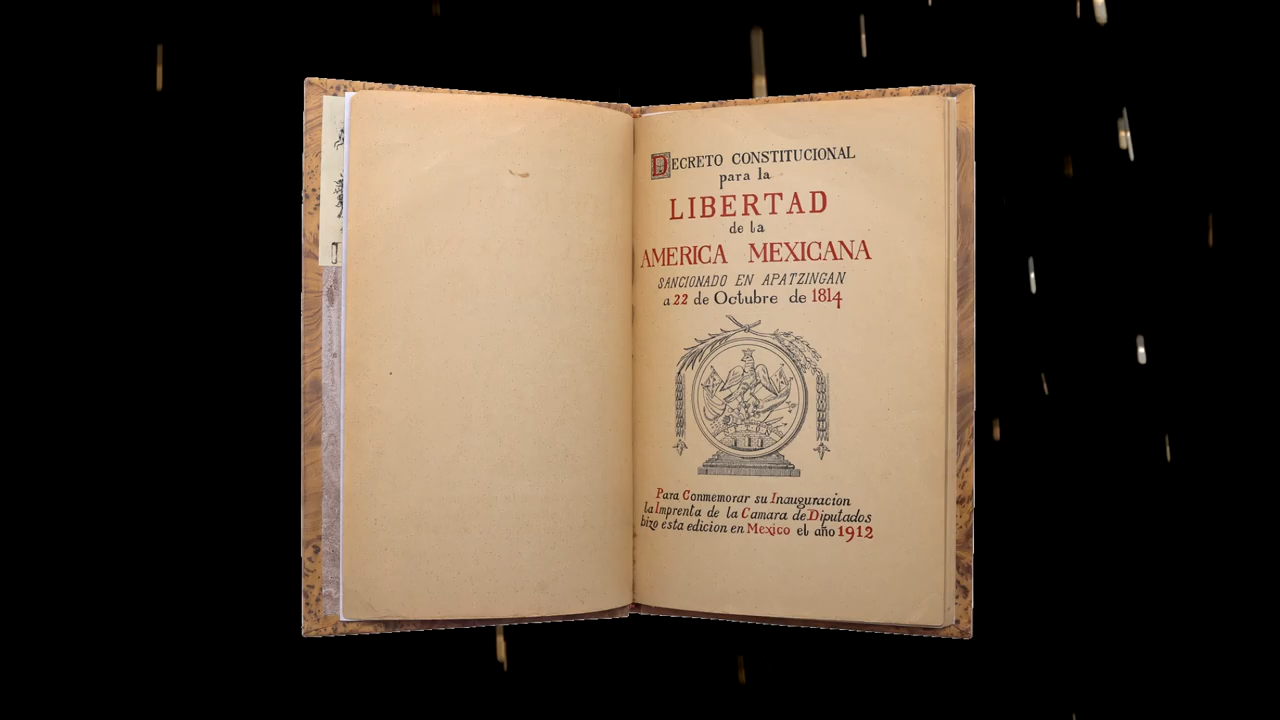 DECRETO CONSTITUCIONAL
para la
LIBERTAD
de la
AMERICA MEXICANA
SANCIONADO EN APATZINGAN
a 22 de Octubre de 1814
Para Conmemorar su Inauguracion
la Imprenta de la Camara de Diputados
hizo esta edicion en Mexico el año 1912